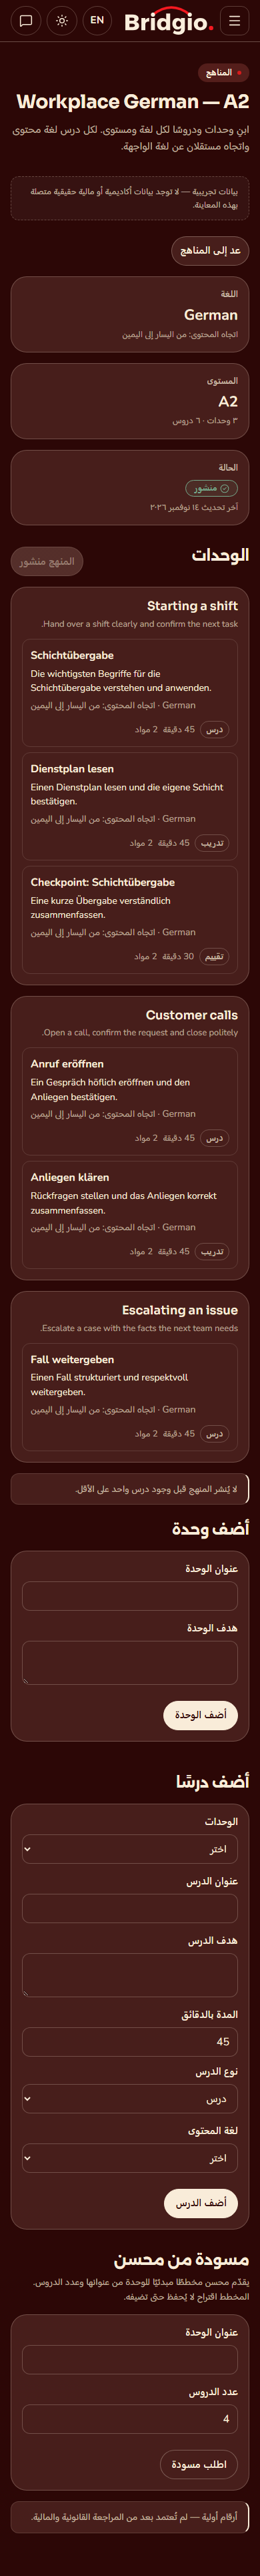 EN
Bridgio.
المناهج
Workplace German — A2
ابنِ وحدات ودروسًا لكل لغة ومستوى. لكل درس لغة محتوى
واتجاه مستقلان عن لغة الواجهة.
بيانات تجريبية — لا توجد بيانات أكاديمية أو مالية حقيقية متصلة
بهذه المعاينة.
عد إلى المناهج
اللغة
German
اتجاه المحتوى: من اليسار إلى اليمين
المستوى
A2
٣ وحدات · ٦ دروس
الحالة
منشور
آخر تحديث ١٤ نوفمبر ٢٠٢٦
الوحدات
المنهج منشور
Starting a shift
Hand over a shift clearly and confirm the next task.
Schichtübergabe
Die wichtigsten Begriffe für die
Schichtübergabe verstehen und anwenden.
German · اتجاه المحتوى: من اليسار إلى اليمين
درس 45 دقيقة 2 مواد
Dienstplan lesen
Einen Dienstplan lesen und die eigene Schicht
bestätigen.
German · اتجاه المحتوى: من اليسار إلى اليمين
تدريب 45 دقيقة 2 مواد
Checkpoint: Schichtübergabe
Eine kurze Übergabe verständlich
zusammenfassen.
German · اتجاه المحتوى: من اليسار إلى اليمين
تقييم 30 دقيقة 2 مواد
Customer calls
Open a call, confirm the request and close politely.
Anruf eröffnen
Ein Gespräch höflich eröffnen und den
Anliegen bestätigen.
German · اتجاه المحتوى: من اليسار إلى اليمين
درس 45 دقيقة 2 مواد
Anliegen klären
Rückfragen stellen und das Anliegen korrekt
zusammenfassen.
German · اتجاه المحتوى: من اليسار إلى اليمين
تدريب 45 دقيقة 2 مواد
Escalating an issue
Escalate a case with the facts the next team needs.
Fall weitergeben
Einen Fall strukturiert und respektvoll
weitergeben.
German · اتجاه المحتوى: من اليسار إلى اليمين
درس 45 دقيقة 2 مواد
لا يُنشر المنهج قبل وجود درس واحد على الأقل.
أضف وحدة
عنوان الوحدة
هدف الوحدة
أضف الوحدة
أضف درسًا
الوحدات
اختر
عنوان الدرس
هدف الدرس
المدة بالدقائق
45
نوع الدرس
درس
لغة المحتوى
اختر
أضف الدرس
مسودة من محسن
يقدّم محسن مخططًا مبدئيًا للوحدة من عنوانها وعدد الدروس.
المخطط اقتراح لا يُحفظ حتى تضيفه.
عنوان الوحدة
عدد الدروس
4
اطلب مسودة
أرقام أولية — لم تُعتمد بعد من المراجعة القانونية والمالية.